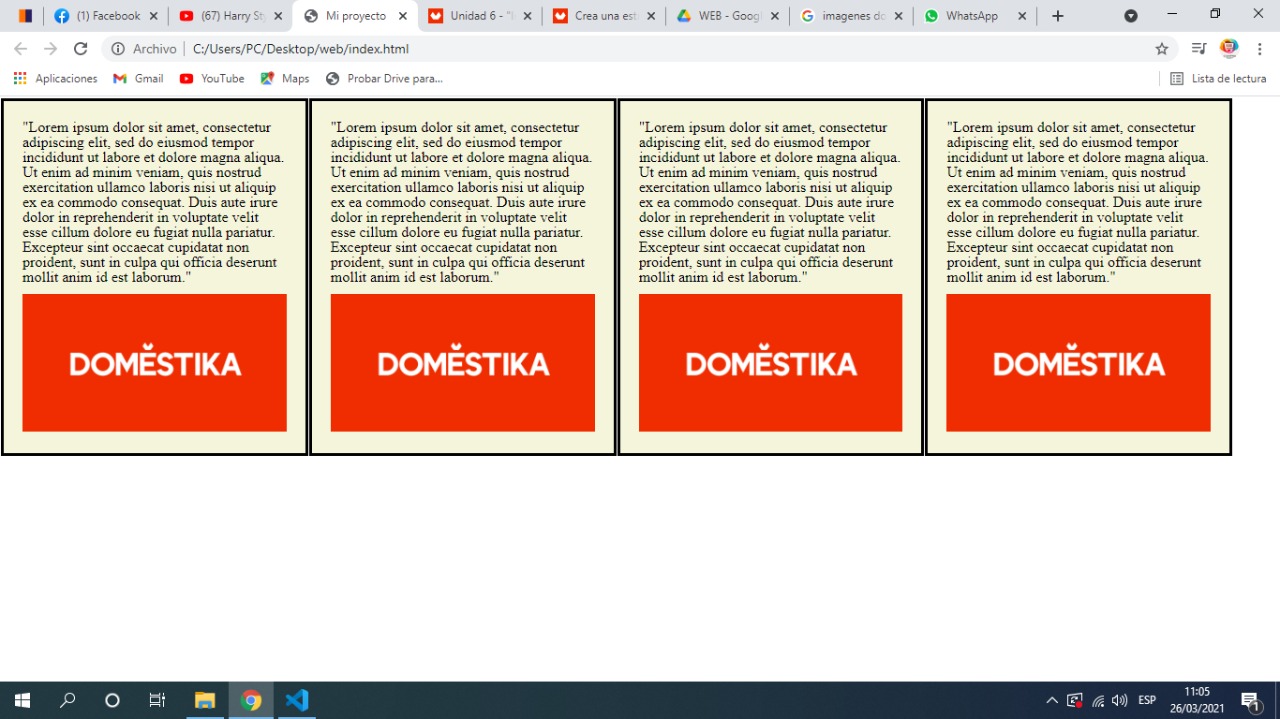 (1) Facebook
(67) Harry St
Mi proyecto
Unidad 6 - "I
Crea una est
WEB - Googl
imagenes do
WhatsApp
Archivo
C:/Users/PC/Desktop/web/index.html
Aplicaciones
Gmail
YouTube
Maps
Probar Drive para...
Lista de lectura
"Lorem ipsum dolor sit amet, consectetur
adipiscing elit, sed do eiusmod tempor
incididunt ut labore et dolore magna aliqua.
Ut enim ad minim veniam, quis nostrud
exercitation ullamco laboris nisi ut aliquip
ex ea commodo consequat. Duis aute irure
dolor in reprehenderit in voluptate velit
esse cillum dolore eu fugiat nulla pariatur.
Excepteur sint occaecat cupidatat non
proident, sunt in culpa qui officia deserunt
mollit anim id est laborum."
DOMĔSTIKA
"Lorem ipsum dolor sit amet, consectetur
adipiscing elit, sed do eiusmod tempor
incididunt ut labore et dolore magna aliqua.
Ut enim ad minim veniam, quis nostrud
exercitation ullamco laboris nisi ut aliquip
ex ea commodo consequat. Duis aute irure
dolor in reprehenderit in voluptate velit
esse cillum dolore eu fugiat nulla pariatur.
Excepteur sint occaecat cupidatat non
proident, sunt in culpa qui officia deserunt
mollit anim id est laborum."
DOMĔSTIKA
"Lorem ipsum dolor sit amet, consectetur
adipiscing elit, sed do eiusmod tempor
incididunt ut labore et dolore magna aliqua.
Ut enim ad minim veniam, quis nostrud
exercitation ullamco laboris nisi ut aliquip
ex ea commodo consequat. Duis aute irure
dolor in reprehenderit in voluptate velit
esse cillum dolore eu fugiat nulla pariatur.
Excepteur sint occaecat cupidatat non
proident, sunt in culpa qui officia deserunt
mollit anim id est laborum."
DOMĔSTIKA
"Lorem ipsum dolor sit amet, consectetur
adipiscing elit, sed do eiusmod tempor
incididunt ut labore et dolore magna aliqua.
Ut enim ad minim veniam, quis nostrud
exercitation ullamco laboris nisi ut aliquip
ex ea commodo consequat. Duis aute irure
dolor in reprehenderit in voluptate velit
esse cillum dolore eu fugiat nulla pariatur.
Excepteur sint occaecat cupidatat non
proident, sunt in culpa qui officia deserunt
mollit anim id est laborum."
DOMĔSTIKA
ESP
11:05
26/03/2021
1